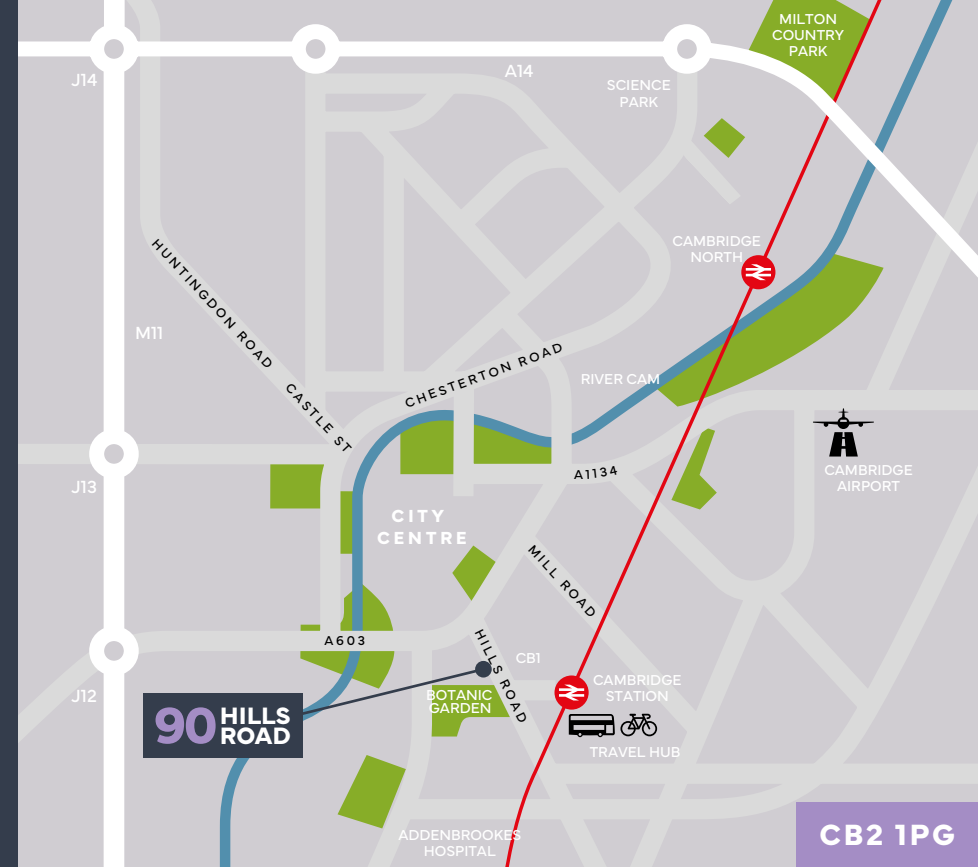 MILTON
COUNTRY
PARK
J14
A14
SCIENCE
PARK
CAMBRIDGE
NORTH
HUNTINGDON ROAD
M11
CASTLE ST
CHESTERTON ROAD
RIVER CAM
A1134
CAMBRIDGE
AIRPORT
J13
CITY
CENTRE
MILL ROAD
A603
HILLS ROAD
CB1
CAMBRIDGE
STATION
J12
BOTANIC
GARDEN
90 HILLS
ROAD
TRAVEL HUB
ADDENBROOKES
HOSPITAL
CB2 1PG